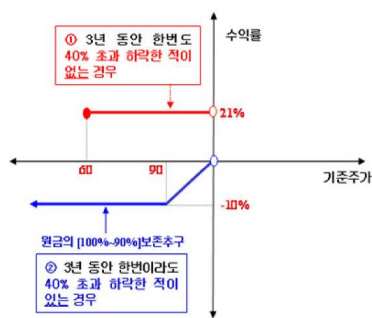 ① 3년 동안 한번도
40% 초과 하락한 적이
없는 경우
수익률
21%
60
90
기준주가
-10%
원금의 [100%~90%]보존추구
② 3년 동안 한번이라도
40% 초과 하락한 적이
있는 경우